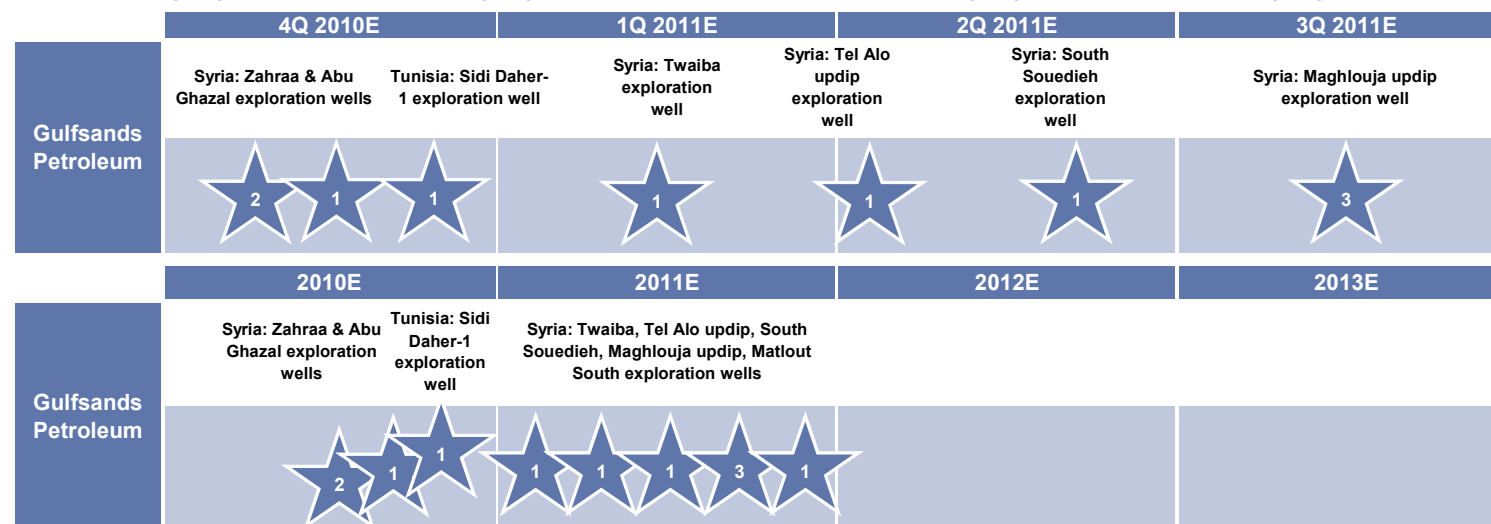 4Q 2010E
1Q 2011E
2Q 2011E
3Q 2011E
Gulfsands
Petroleum
Syria: Zahraa & Abu
Ghazal exploration wells
Tunisia: Sidi Daher-
1 exploration well
Syria: Twaiba
exploration
well
Syria: Tel Alo
updip
exploration
well
Syria: South
Souedieh
exploration
well
Syria: Maghlouja updip
exploration well
2
1
1
1
1
1
3
2010E
2011E
2012E
2013E
Gulfsands
Petroleum
Syria: Zahraa & Abu
Ghazal exploration
wells
Tunisia: Sidi
Daher-1
exploration
well
Syria: Twaiba, Tel Alo updip, South
Souedieh, Maghlouja updip, Matlout
South exploration wells
2
1
1
1
1
1
3
1